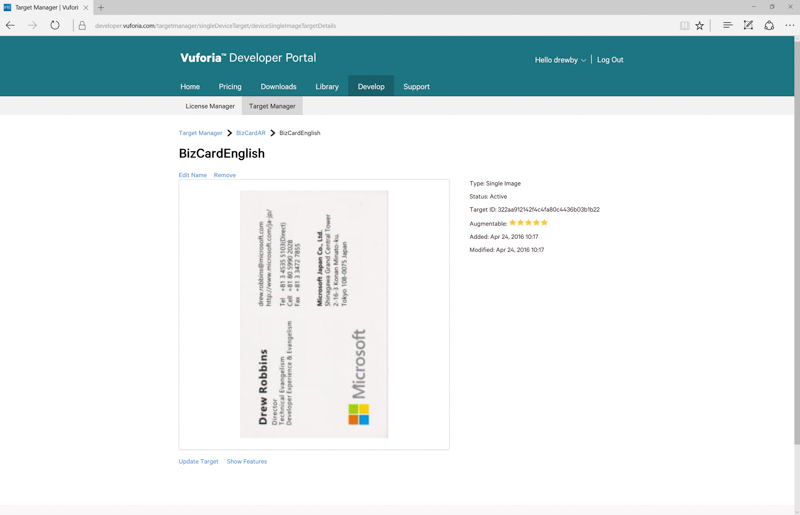 Target Manager | Vufori
developer.vuforia.com/targetmanager/singleDeviceTarget/deviceSingleImageTargetDetails
Vuforia™ Developer Portal
Hello drewby
Log Out
Home
Pricing
Downloads
Library
Develop
Support
License Manager
Target Manager
Target Manager
BizCardAR
BizCardEnglish
BizCardEnglish
Edit Name
Remove
Drew Robbins
Director
Technical Evangelism
Developer Experience & Evangelism
Microsoft
drew.robbins@microsoft.com
http://www.microsoft.com/ja-jp/
Tel +81 3 4535 5103(Direct)
Cell +81 80 5990 2028
Fax +81 3 3472 7855
Microsoft Japan Co., Ltd.
Shinagawa Grand Central Tower
2-16-3 Konan Minato-ku,
Tokyo 108-0075 Japan
Type: Single Image
Status: Active
Target ID: 322aa912142f4c4fa80c4436b03b1b22
Augmentable:
Added: Apr 24, 2016 10:17
Modified: Apr 24, 2016 10:17
Update Target
Show Features